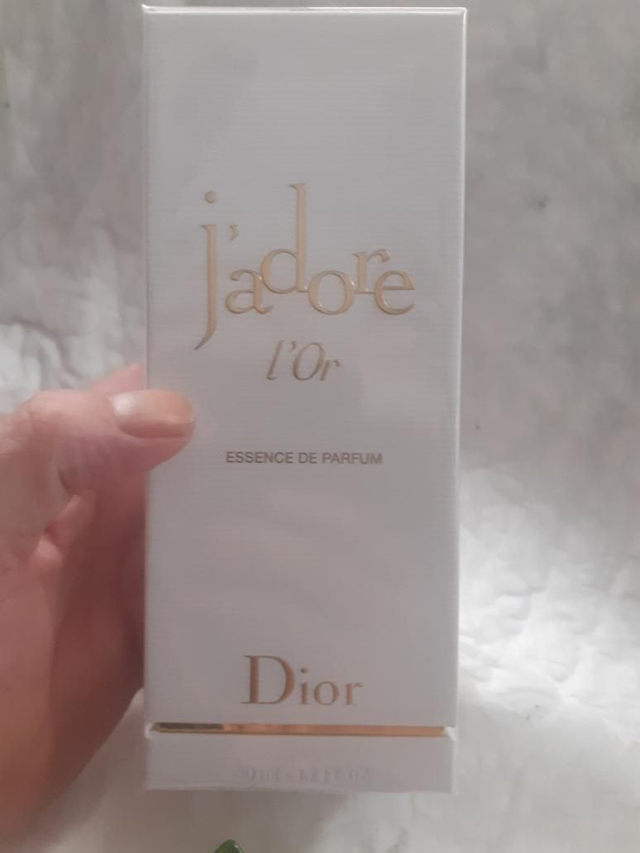 j'adore
l'Or
ESSENCE DE PARFUM
Dior